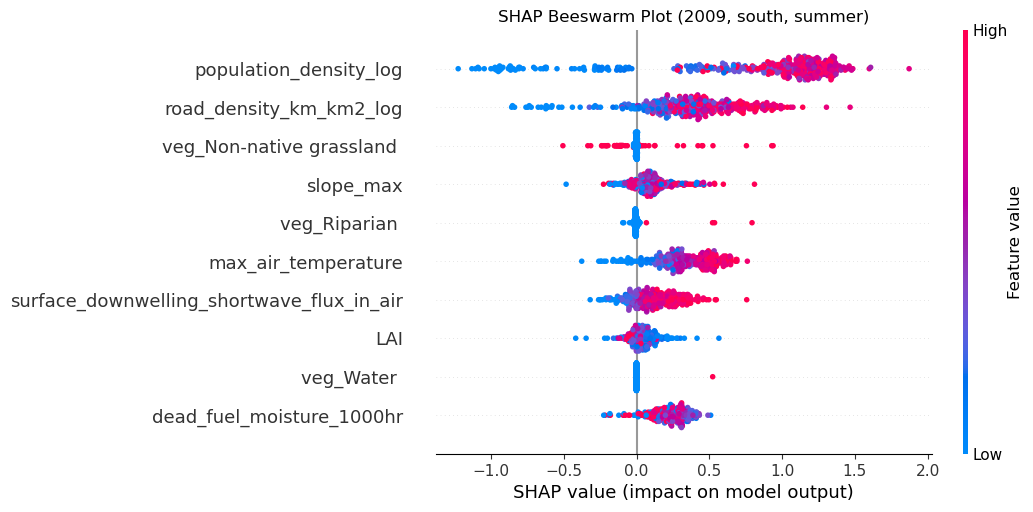 SHAP Beeswarm Plot (2009, south, summer)
High
population_density_log
road_density_km_km2_log
veg_Non-native grassland
slope_max
veg_Riparian
max_air_temperature
surface_downwelling_shortwave_flux_in_air
LAI
veg_Water
dead_fuel_moisture_1000hr
Feature value
Low
−1.0 −0.5 0.0 0.5 1.0 1.5 2.0
SHAP value (impact on model output)